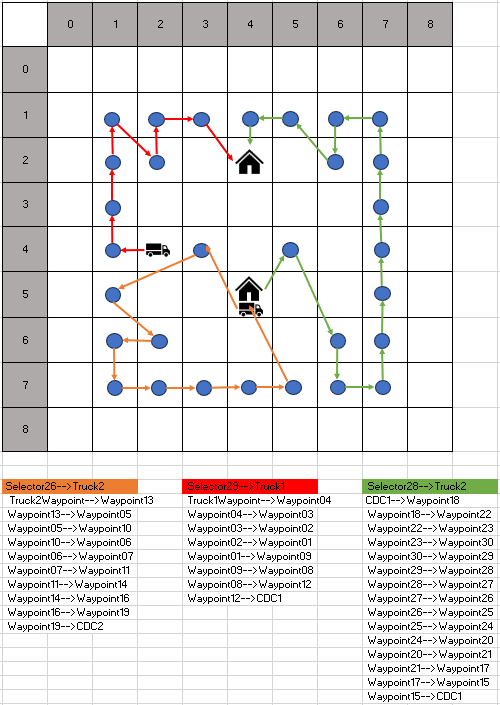 0 1 2 3 4 5 6 7 8
0
1
2
3
4
5
6
7
8
Selector26-->Truck2
Truck2Waypoint-->Waypoint13
Waypoint13-->Waypoint05
Waypoint05-->Waypoint10
Waypoint10-->Waypoint06
Waypoint06-->Waypoint07
Waypoint07-->Waypoint11
Waypoint11-->Waypoint14
Waypoint14-->Waypoint16
Waypoint16-->Waypoint19
Waypoint19-->CDC2
Selector29-->Truck1
Truck1Waypoint-->Waypoint04
Waypoint04-->Waypoint03
Waypoint03-->Waypoint02
Waypoint02-->Waypoint01
Waypoint01-->Waypoint09
Waypoint09-->Waypoint08
Waypoint08-->Waypoint12
Waypoint12-->CDC1
Selector28-->Truck2
CDC1-->Waypoint18
Waypoint18-->Waypoint22
Waypoint22-->Waypoint23
Waypoint23-->Waypoint30
Waypoint30-->Waypoint29
Waypoint29-->Waypoint28
Waypoint28-->Waypoint27
Waypoint27-->Waypoint26
Waypoint26-->Waypoint25
Waypoint25-->Waypoint24
Waypoint24-->Waypoint20
Waypoint20-->Waypoint21
Waypoint21-->Waypoint17
Waypoint17-->Waypoint15
Waypoint15-->CDC1